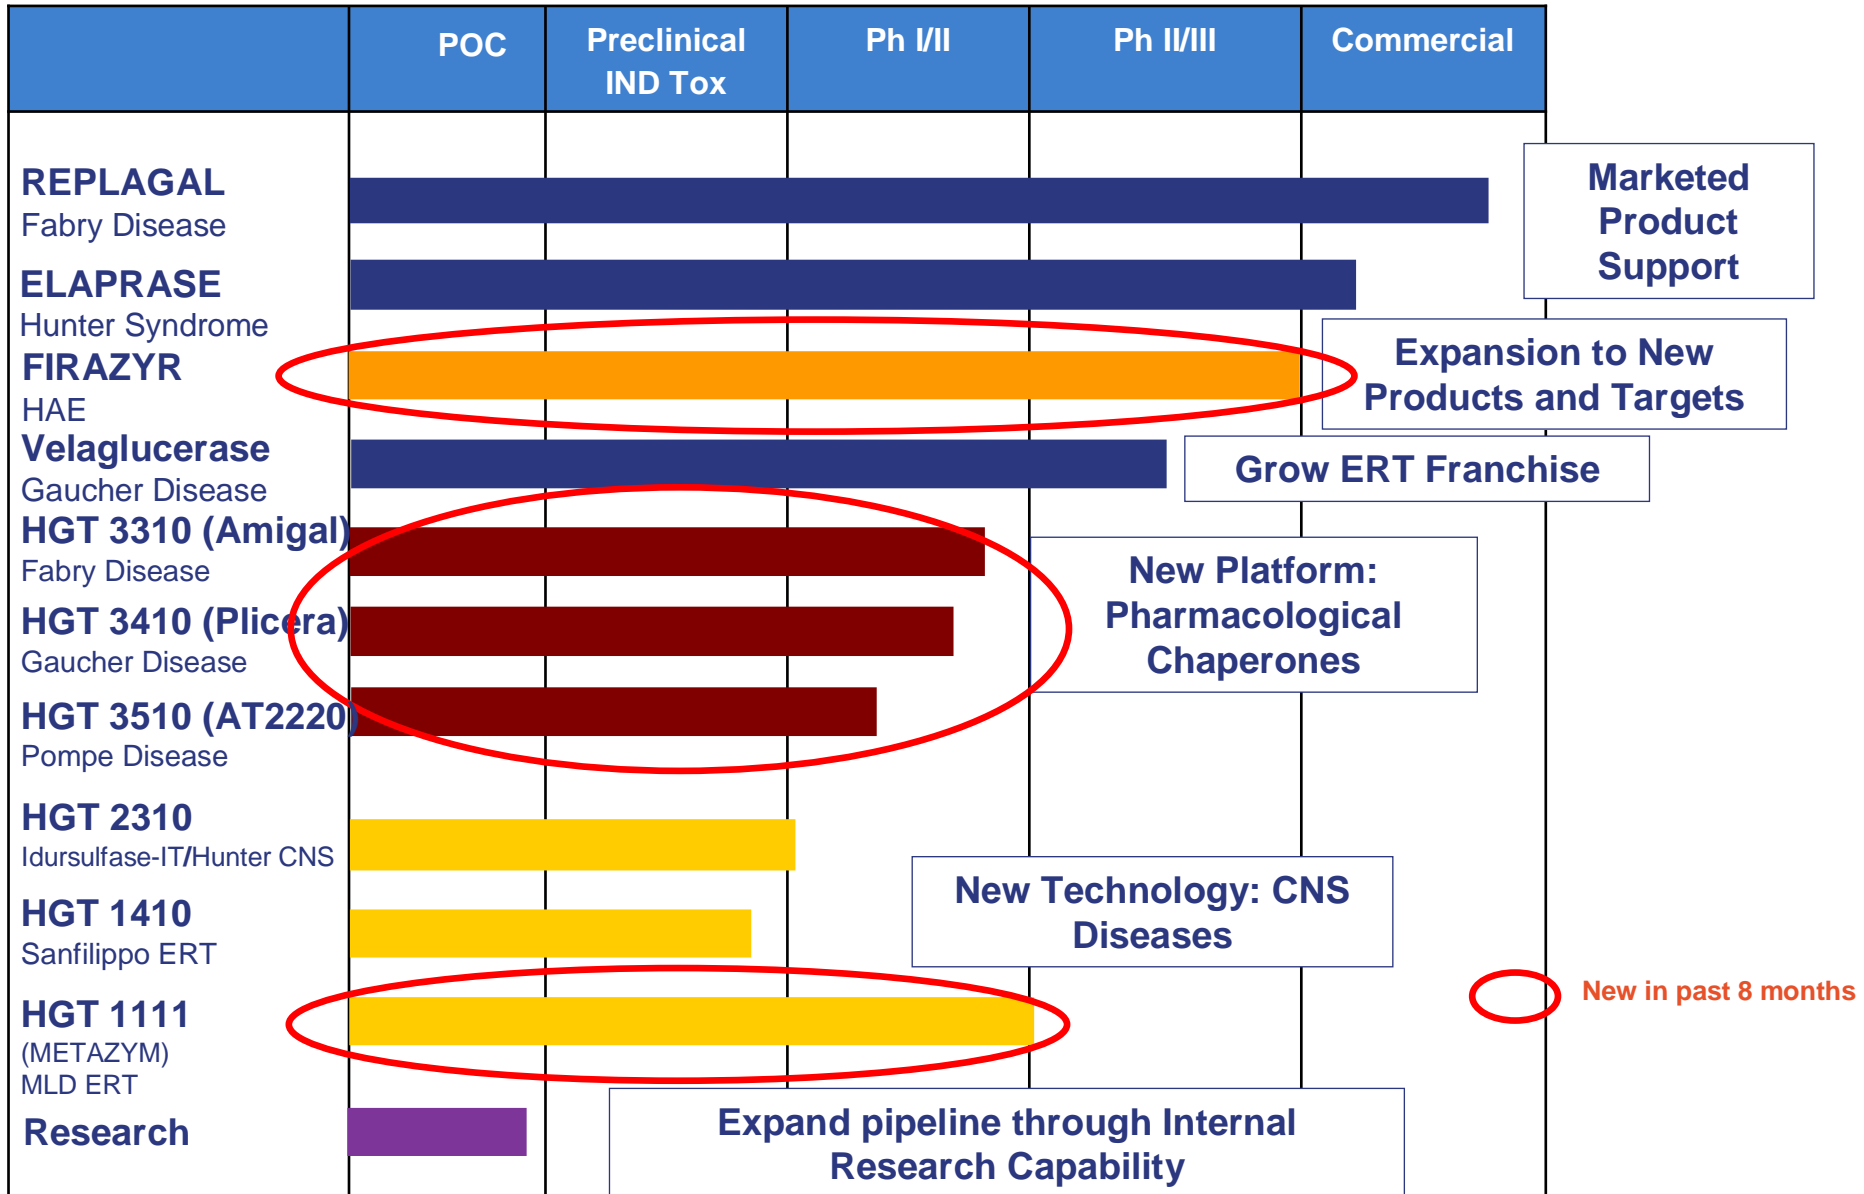 POC
Preclinical
IND Tox
Ph I/II
Ph II/III
Commercial
REPLAGAL
Fabry Disease
Marketed
Product
Support
ELAPRASE
Hunter Syndrome
FIRAZYR
HAE
Expansion to New
Products and Targets
Velaglucerase
Gaucher Disease
Grow ERT Franchise
HGT 3310 (Amigal)
Fabry Disease
HGT 3410 (Plicera)
Gaucher Disease
HGT 3510 (AT2220)
Pompe Disease
New Platform:
Pharmacological
Chaperones
HGT 2310
Idursulfase-IT/Hunter CNS
HGT 1410
Sanfilippo ERT
New Technology: CNS
Diseases
HGT 1111
(METAZYM)
MLD ERT
New in past 8 months
Research
Expand pipeline through Internal
Research Capability